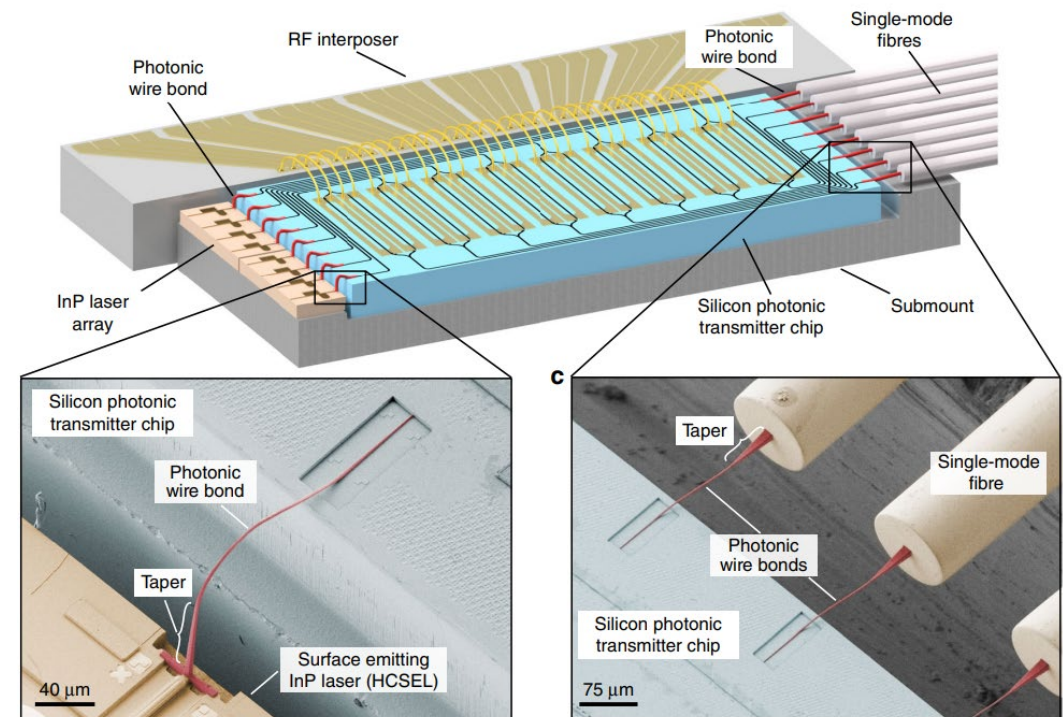 RF interposer
Photonic
wire bond
Photonic
wire bond
Single-mode
fibres
InP laser
array
Silicon photonic
transmitter chip
Submount
Silicon photonic
transmitter chip
Photonic
wire bond
Taper
Surface emitting
InP laser (HCSEL)
40 μm
c
Taper
Single-mode
fibre
Photonic
wire bonds
Silicon photonic
transmitter chip
75 μm